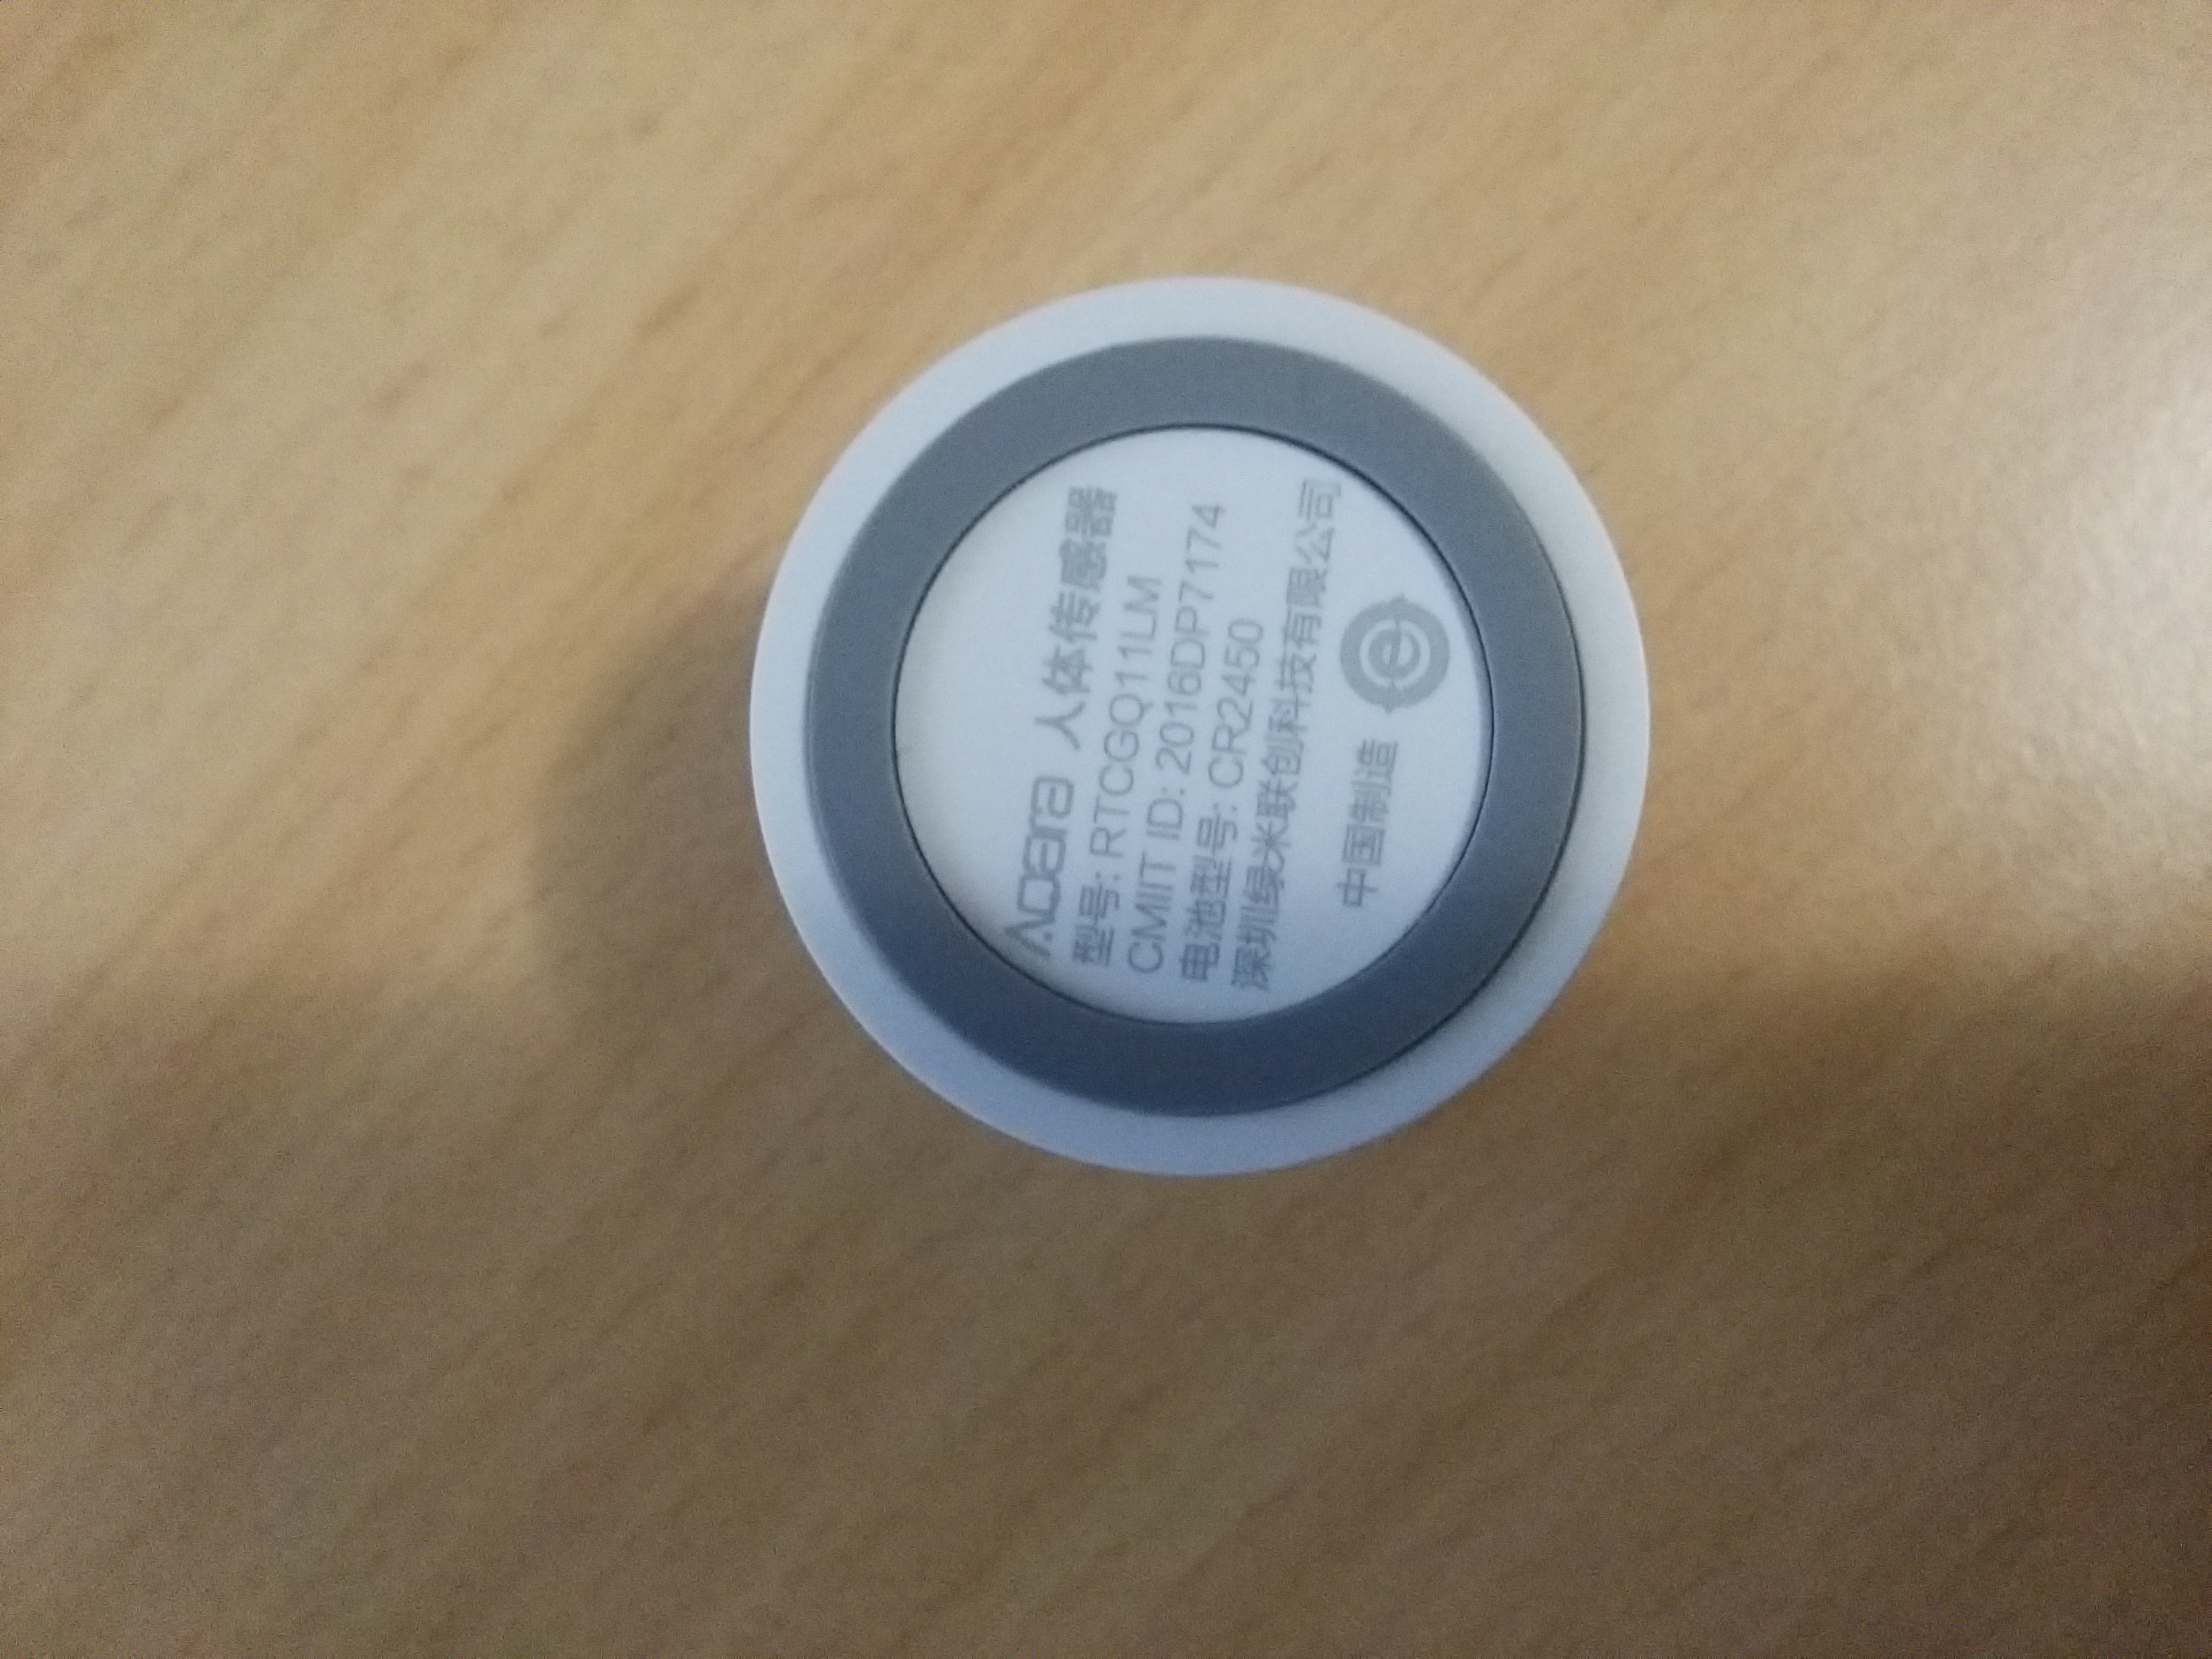 Aqara 人体传感器
型号: RTCGQ11LM
CMIIT ID: 2016DP7174
电池型号: CR2450
深圳绿米联创科技有限公司
中国制造 e